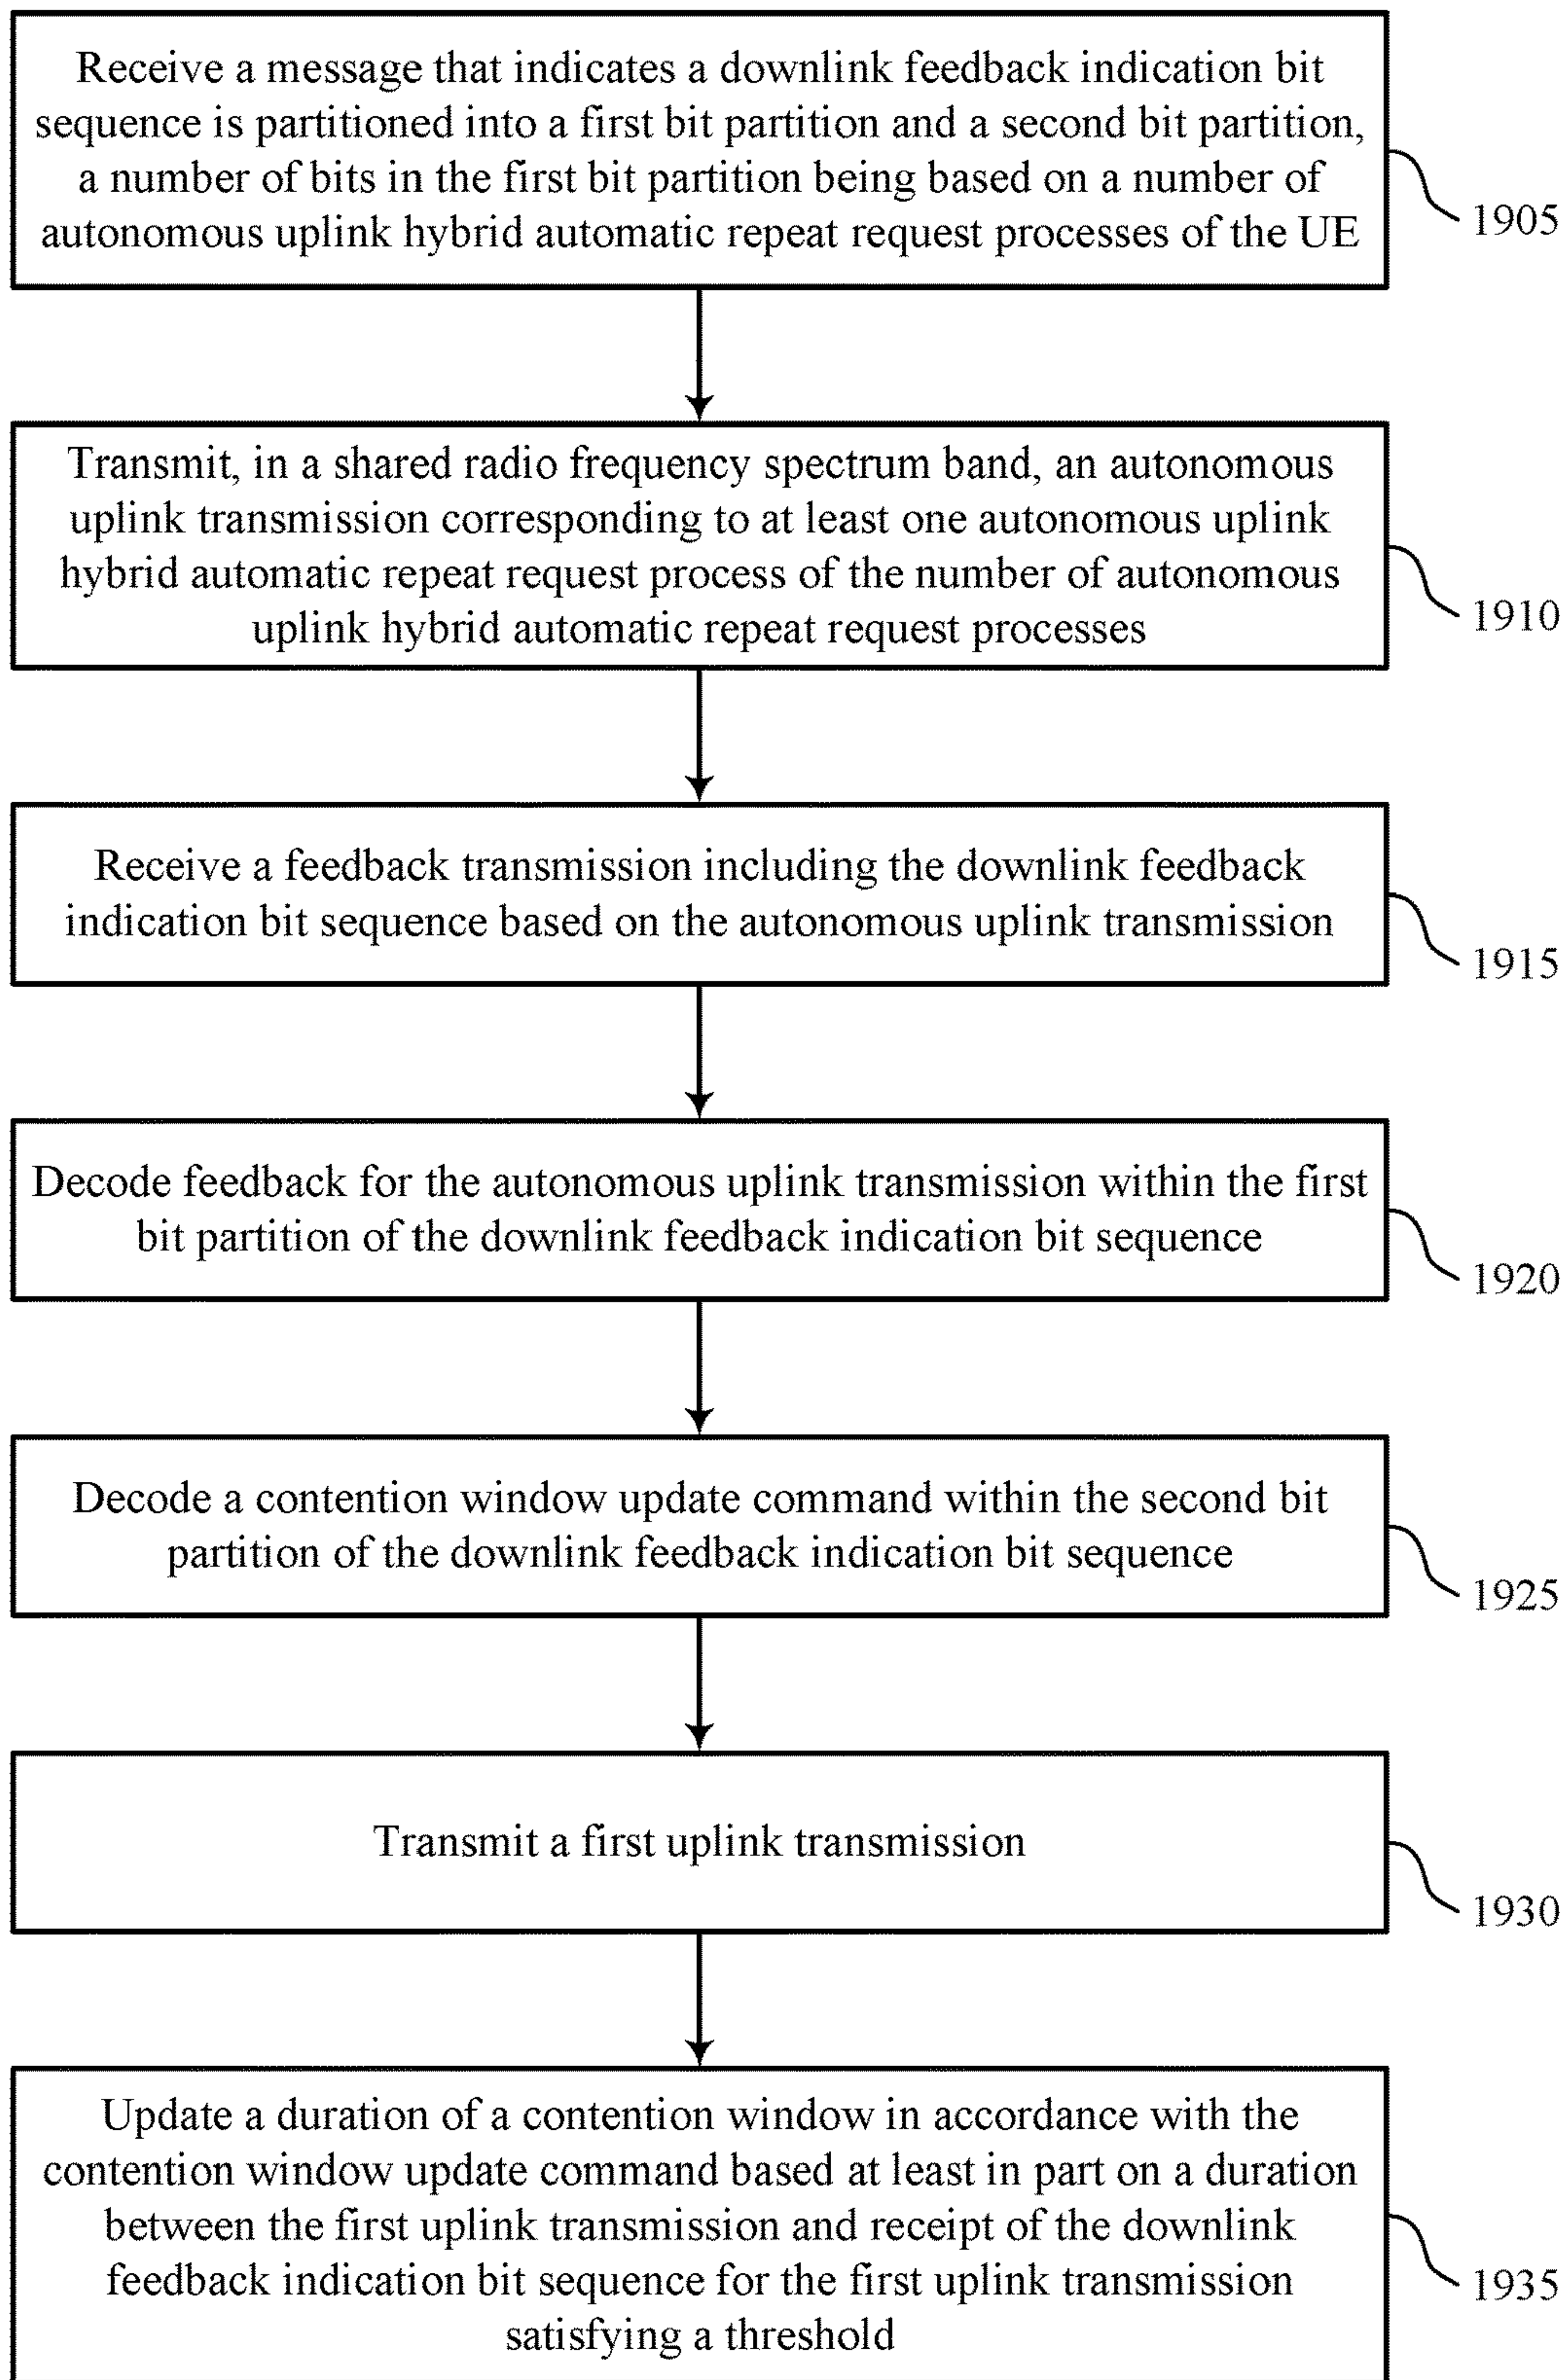 Receive a message that indicates a downlink feedback indication bit
sequence is partitioned into a first bit partition and a second bit partition,
a number of bits in the first bit partition being based on a number of
autonomous uplink hybrid automatic repeat request processes of the UE
1905
Transmit, in a shared radio frequency spectrum band, an autonomous
uplink transmission corresponding to at least one autonomous uplink
hybrid automatic repeat request process of the number of autonomous
uplink hybrid automatic repeat request processes
1910
Receive a feedback transmission including the downlink feedback
indication bit sequence based on the autonomous uplink transmission
1915
Decode feedback for the autonomous uplink transmission within the first
bit partition of the downlink feedback indication bit sequence
1920
Decode a contention window update command within the second bit
partition of the downlink feedback indication bit sequence
1925
Transmit a first uplink transmission
1930
Update a duration of a contention window in accordance with the
contention window update command based at least in part on a duration
between the first uplink transmission and receipt of the downlink
feedback indication bit sequence for the first uplink transmission
satisfying a threshold
1935